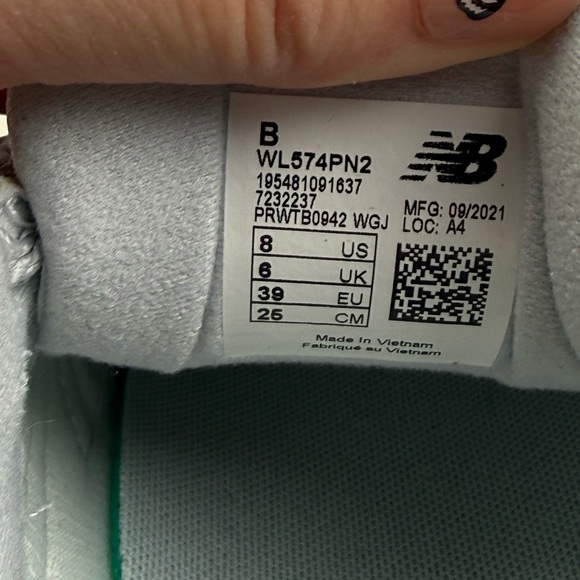 B
WL574PN2
195481091637
7232237
PRWTB0942 WGJ
NB
MFG: 09/2021
LOC: A4
8 US
6 UK
39 EU
25 CM
Made In Vietnam
Fabriqué au Vietnam